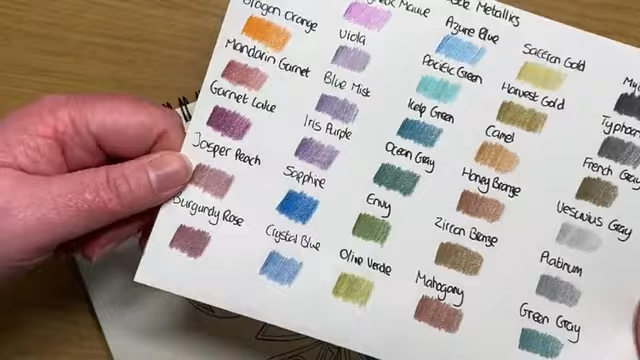 Dragon Orange
Mandarin Garnet
Garnet Lake
Jasper Peach
Burgundy Rose
Mauve
Viola
Blue Mist
Iris Purple
Sapphire
Crystal Blue
Metallics
Azure Blue
Pacific Green
Kelp Green
Ocean Gray
Envy
Olive Verde
Saffron Gold
Harvest Gold
Camel
Honey Bronze
Zircon Bronze
Mahogany
French Gray
Vesuvius Gray
Platinum
Green Gray